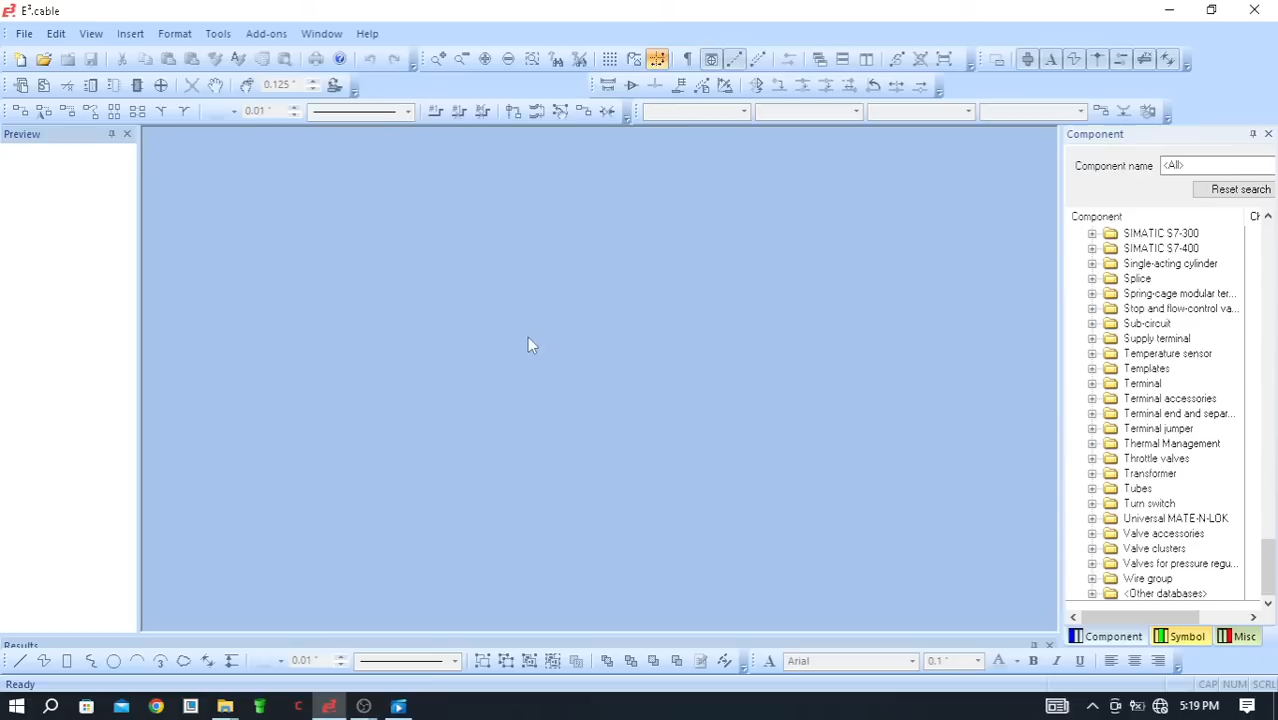 E³.cable
File Edit View Insert Format Tools Add-ons Window Help
0.125 "
0.01 "
Preview
Component
Component name <All>
Reset search
Component
SIMATIC S7-300
SIMATIC S7-400
Single-acting cylinder
Splice
Spring-cage modular ter...
Stop and flow-control va...
Sub-circuit
Supply terminal
Temperature sensor
Templates
Terminal
Terminal accessories
Terminal end and separ...
Terminal jumper
Thermal Management
Throttle valves
Transformer
Tubes
Turn switch
Universal MATE-N-LOK
Valve accessories
Valve clusters
Valves for pressure regu...
Wire group
<Other databases>
Component Symbol Misc
Results
0.01 " A Arial 0.1 " A B I U
Ready CAP NUM SCRL
5:19 PM